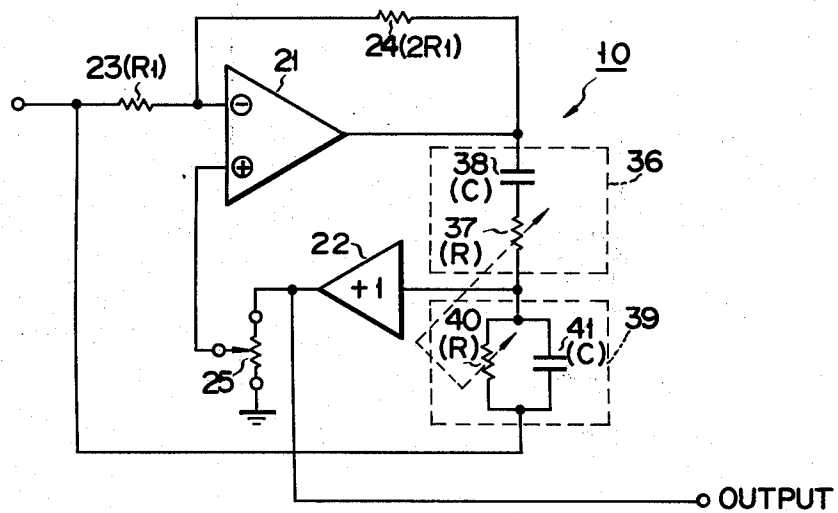 24(2R1)
10
23(R1)
21
⊖
⊕
38
(C)
36
37
(R)
22
+1
40
(R)
41
(C)
39
25
OUTPUT